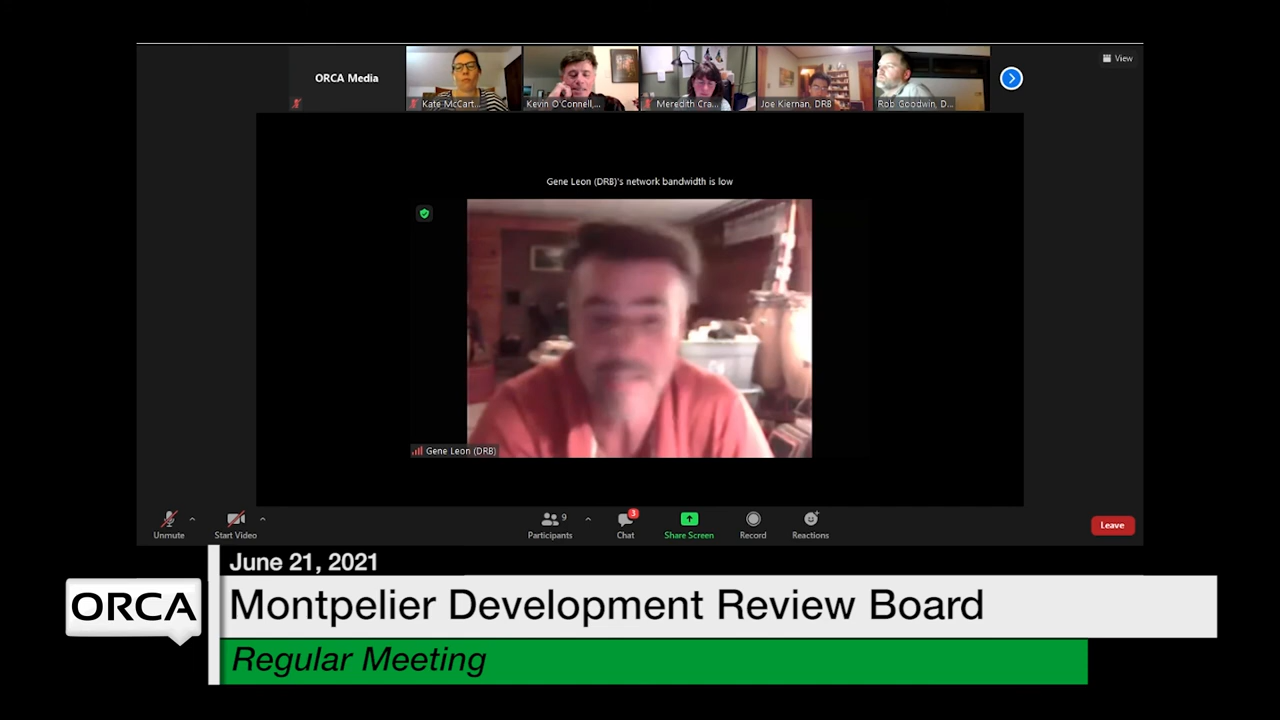 ORCA Media
View
Kate McCart...
Kevin O'Connell,...
Meredith Cra...
Joe Kiernan, DRB
Rob Goodwin, D...
Gene Leon (DRB)'s network bandwidth is low
Gene Leon (DRB)
Unmute
Start Video
9
Participants
3
Chat
Share Screen
Record
Reactions
Leave
June 21, 2021
ORCA
Montpelier Development Review Board
Regular Meeting